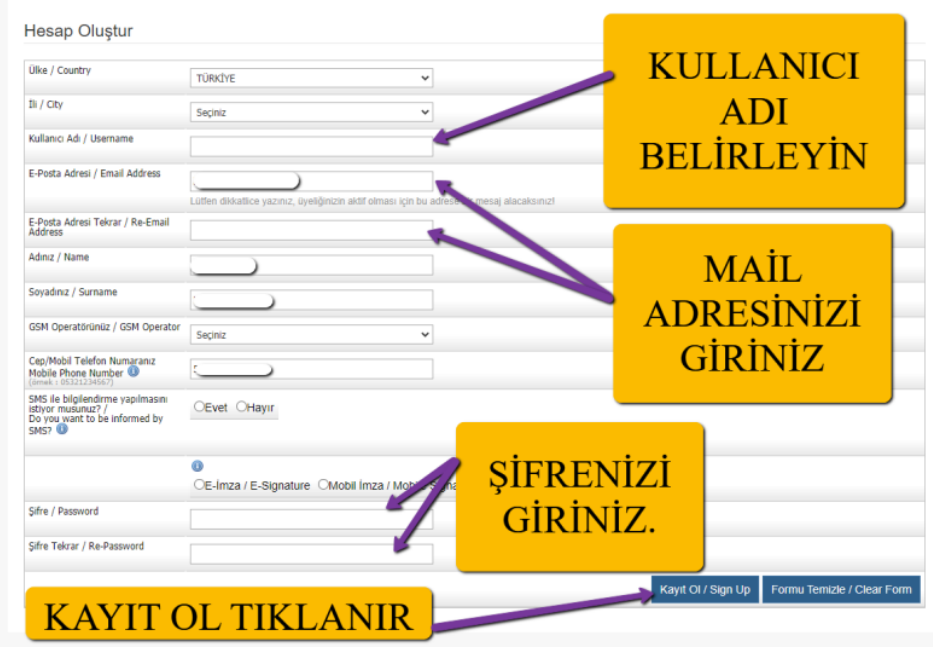 Hesap Oluştur
Ülke / Country
TÜRKİYE
İli / City
Seçiniz
Kullanıcı Adı / Username
E-Posta Adresi / Email Address
Lütfen dikkatlice yazınız, üyeliğinizin aktif olması için bu adrese mesaj alacaksınız!
E-Posta Adresi Tekrar / Re-Email
Address
Adınız / Name
Soyadınız / Surname
GSM Operatörünüz / GSM Operator
Seçiniz
Cep/Mobil Telefon Numaranız
Mobile Phone Number
(örnek : 05321234567)
SMS ile bilgilendirme yapılmasını
istiyor musunuz? /
Do you want to be informed by
SMS?
Evet Hayır
E-İmza / E-Signature Mobil İmza /
Şifre / Password
Şifre Tekrar / Re-Password
Kayıt Ol / Sign Up
Formu Temizle / Clear Form
KULLANICI
ADI
BELİRLEYİN
MAİL
ADRESİNİZİ
GİRİNİZ
ŞİFRENİZİ
GİRİNİZ.
KAYIT OL TIKLANIR